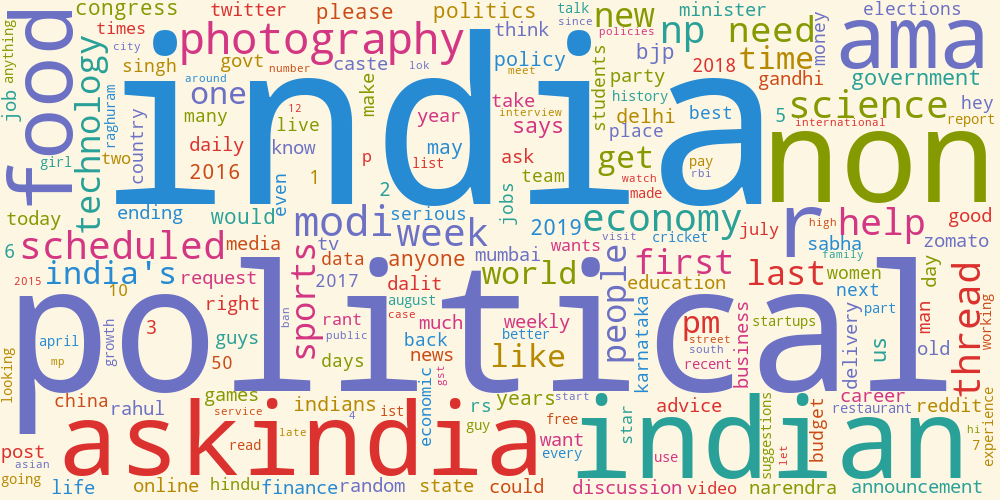 congress
twitter
please
politics
talk
since
new
minister
elections
ama
food
job
anything
times
city
singh
technology
photography
govt
caste
think
policy
policies
bjp
np
need
time
money
2018
gandhi
government
india
one
around
number
lok
make
meet
party
students
history
delhi
place
take
interview
says
science
hey
report
international
5
best
non
raghuram
country
many
12
live
year
daily
know
2016
1
p
may
list
2
ask
team
get
watch
made
pay
rbi
girl
two
even
jobs
today
ending
would
modi
serious
week
2019
economy
july
r
high
help
good
sabha
family
zomato
6
scheduled
media
tv
sports
anyone
mumbai
wants
visit
cricket
india's
request
data
2017
dalit
world
people
first
last
education
women
day
2015
10
right
ban
rant
august
case
public
much
weekly
better
back
karnataka
next
part
thread
working
political
april
mp
growth
3
guys
50
days
news
like
pm
street
south
recent
business
startups
delivery
us
man
old
looking
china
rahul
games
service
indians
4
ist
economic
gst
rs
guy
years
start
free
star
advice
budget
career
restaurant
reddit
experience
hi
7
post
asian
going
askindia
read
late
want
every
indian
use
suggestions
let
life
online
hindu
finance
random
state
could
discussion
video
narendra
announcement